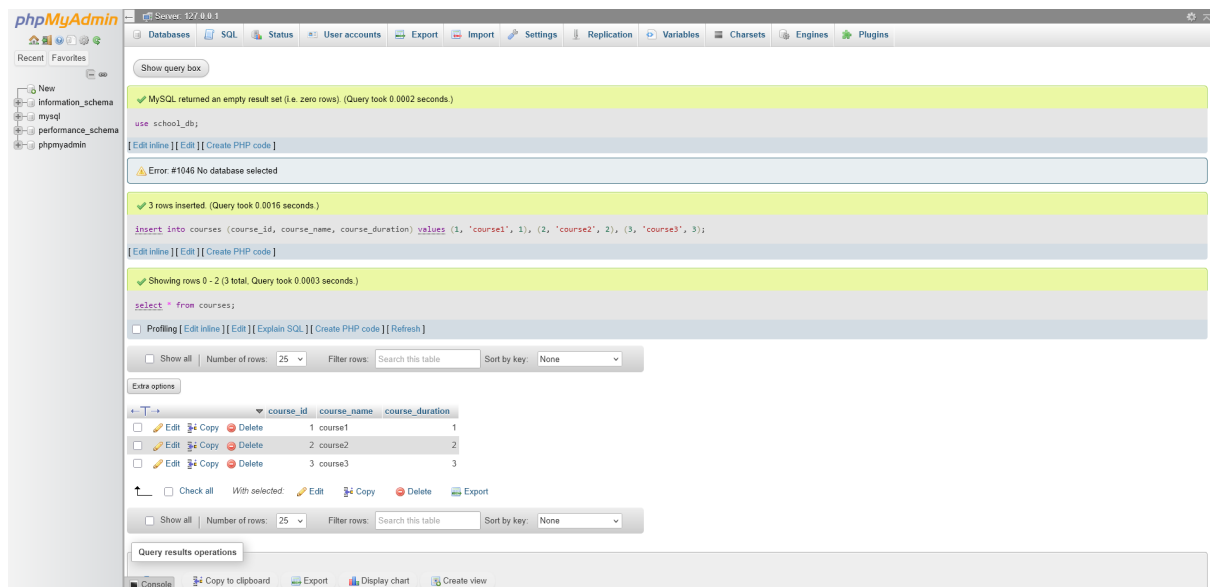 phpMyAdmin
Recent Favorites
New
information_schema
mysql
performance_schema
phpmyadmin
Server: 127.0.0.1
Databases SQL Status User accounts Export Import Settings Replication Variables Charsets Engines Plugins
Show query box
MySQL returned an empty result set (i.e. zero rows). (Query took 0.0002 seconds.)
use school_db;
[ Edit inline ] [ Edit ] [ Create PHP code ]
Error: #1046 No database selected
3 rows inserted. (Query took 0.0016 seconds.)
insert into courses (course_id, course_name, course_duration) values (1, 'course1', 1), (2, 'course2', 2), (3, 'course3', 3);
[ Edit inline ] [ Edit ] [ Create PHP code ]
Showing rows 0 - 2 (3 total, Query took 0.0003 seconds.)
select * from courses;
Profiling [ Edit inline ] [ Edit ] [ Explain SQL ] [ Create PHP code ] [ Refresh ]
Show all | Number of rows: 25 Filter rows: Search this table Sort by key: None
Extra options
←T→ course_id course_name course_duration
Edit Copy Delete 1 course1 1
Edit Copy Delete 2 course2 2
Edit Copy Delete 3 course3 3
Check all With selected: Edit Copy Delete Export
Show all | Number of rows: 25 Filter rows: Search this table Sort by key: None
Query results operations
Console Copy to clipboard Export Display chart Create view